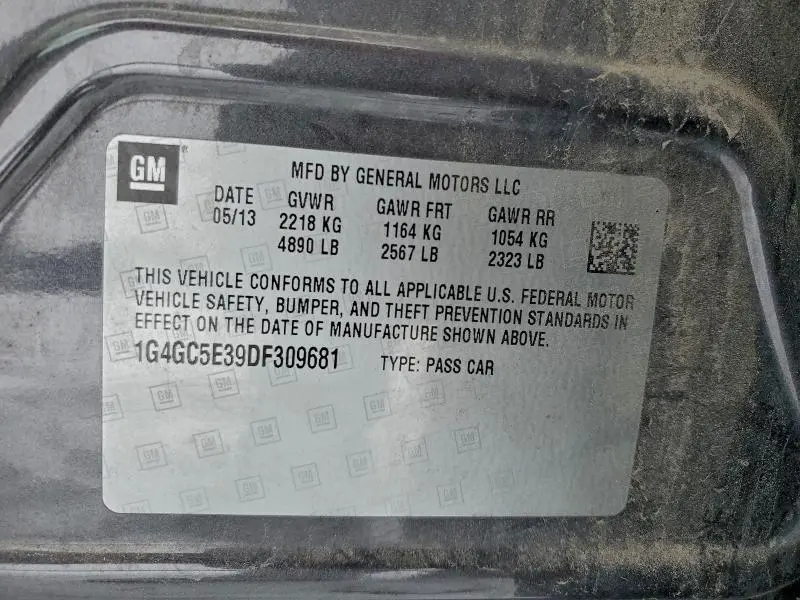 GM
MFD BY GENERAL MOTORS LLC
DATE GVWR GAWR FRT GAWR RR
05/13 2218 KG 1164 KG 1054 KG
4890 LB 2567 LB 2323 LB
THIS VEHICLE CONFORMS TO ALL APPLICABLE U.S. FEDERAL MOTOR
VEHICLE SAFETY, BUMPER, AND THEFT PREVENTION STANDARDS IN
EFFECT ON THE DATE OF MANUFACTURE SHOWN ABOVE.
1G4GC5E39DF309681 TYPE: PASS CAR